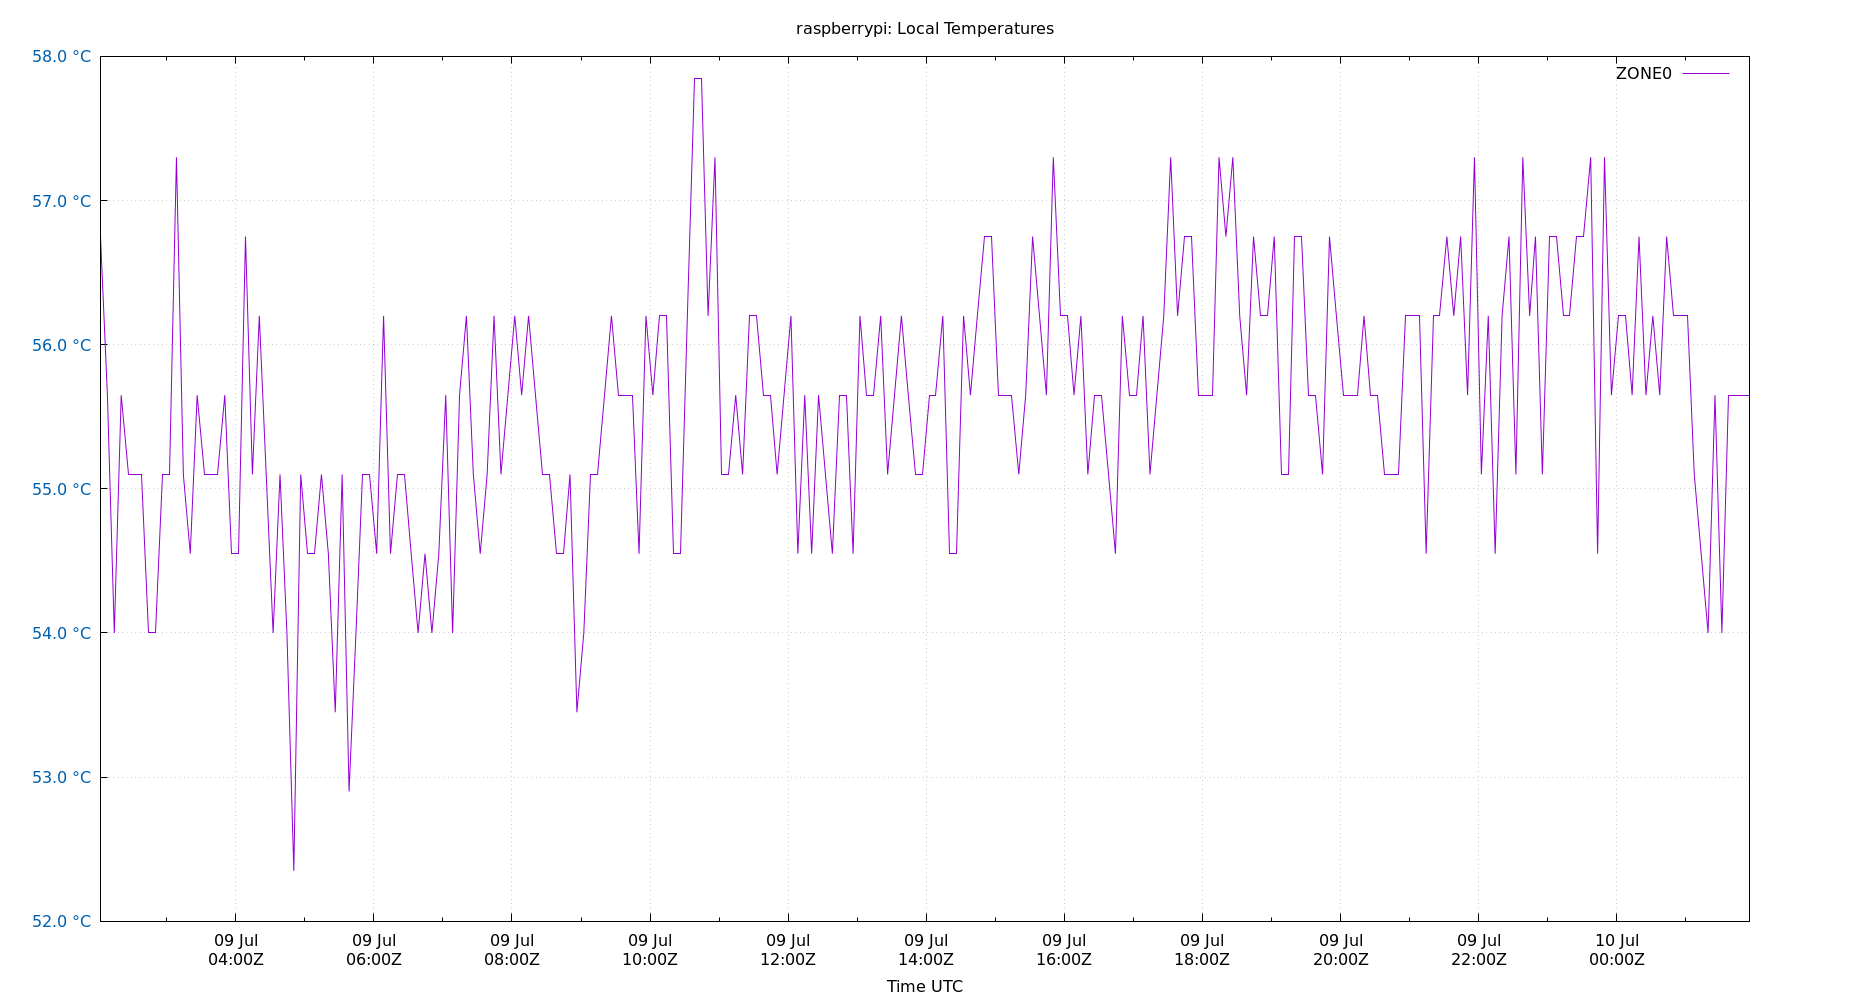 raspberrypi: Local Temperatures
58.0 °C
ZONE0
57.0 °C
56.0 °C
55.0 °C
54.0 °C
53.0 °C
52.0 °C
09 Jul 09 Jul 09 Jul 09 Jul 09 Jul 09 Jul 09 Jul 09 Jul 09 Jul 09 Jul 10 Jul
04:00Z 06:00Z 08:00Z 10:00Z 12:00Z 14:00Z 16:00Z 18:00Z 20:00Z 22:00Z 00:00Z
Time UTC